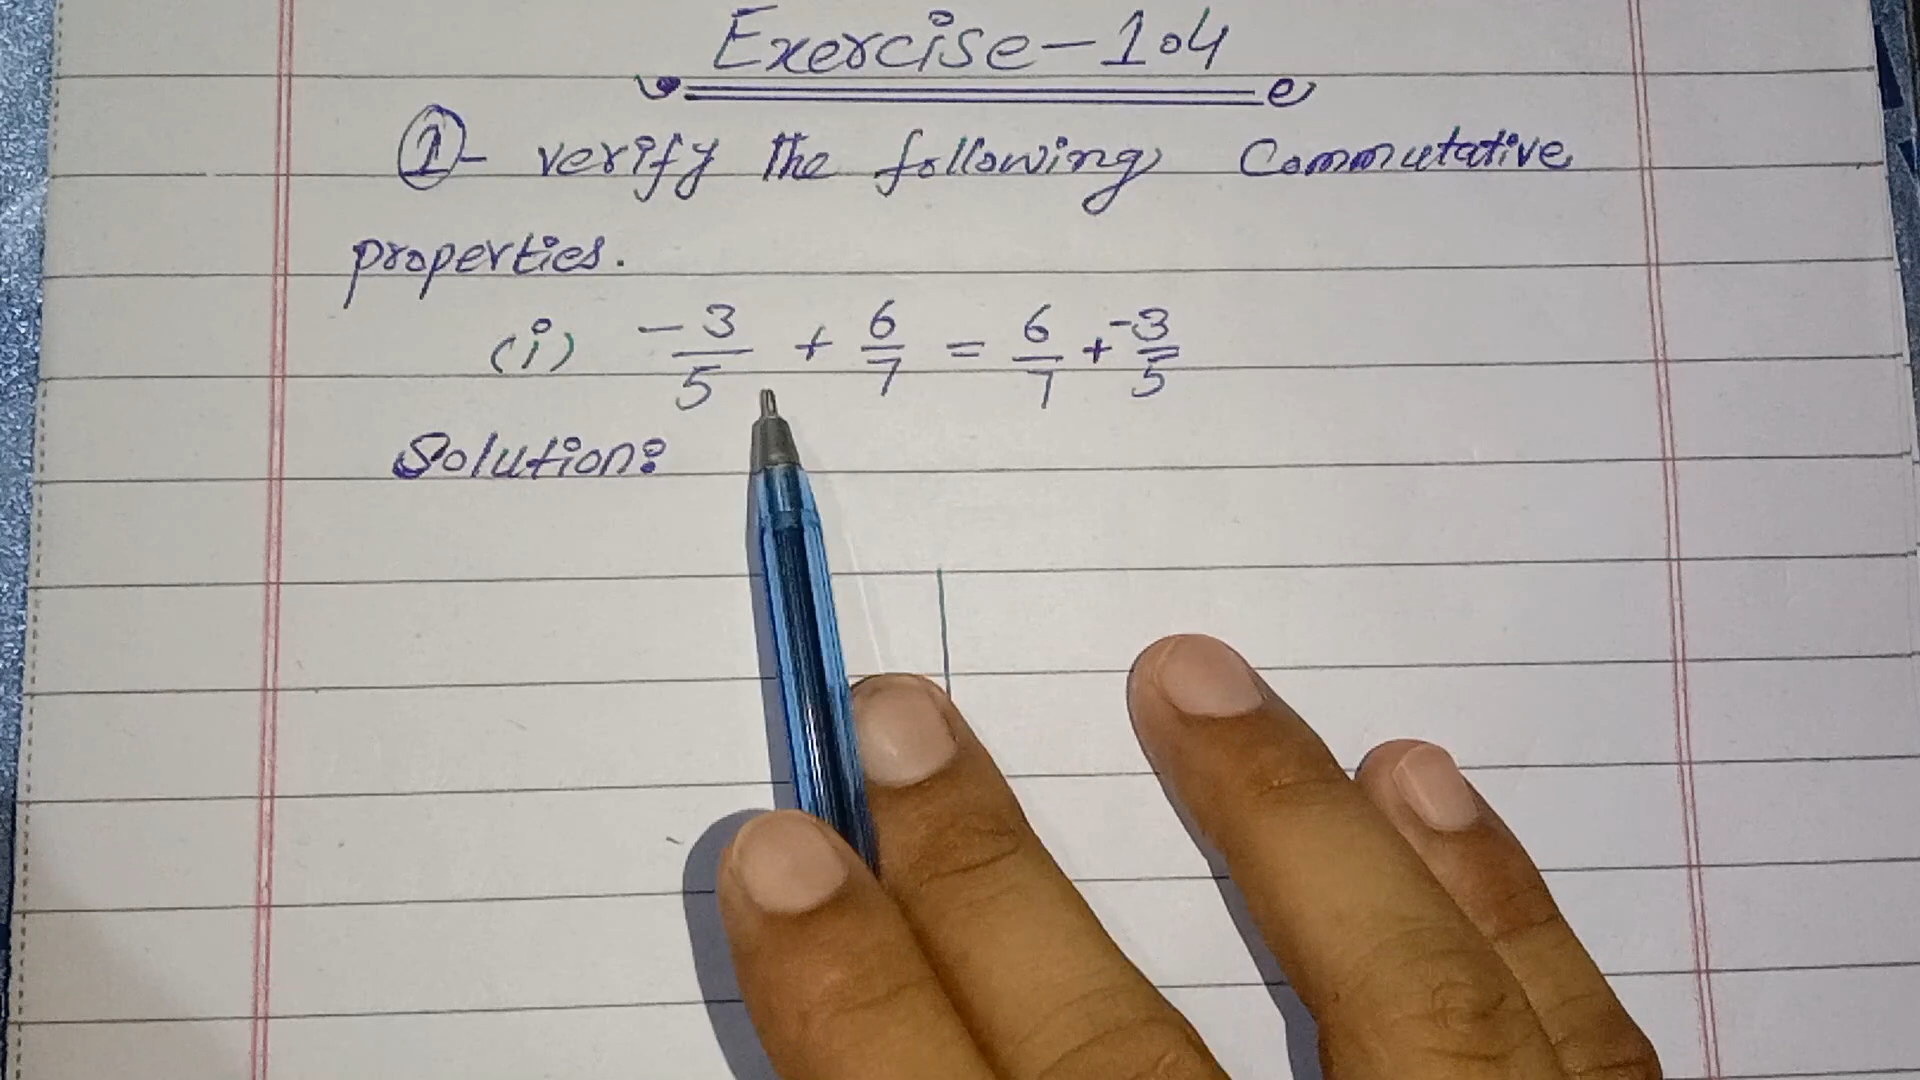 Exercise-1.4
① - verify the following Commutative
properties.
(i) -3/5 + 6/7 = 6/7 + -3/5
Solution: